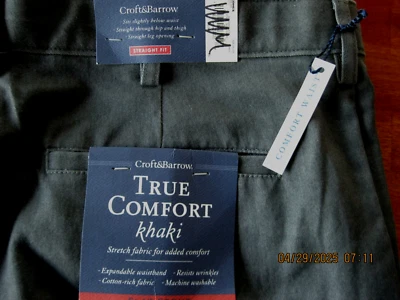 Croft&Barrow
· Sits slightly below waist
· Straight through hip and thigh
· Straight leg opening
STRAIGHT FIT
COMFORT WAIST
Croft&Barrow.
TRUE
COMFORT
khaki
Stretch fabric for added comfort
· Expandable waistband · Resists wrinkles
· Cotton-rich fabric · Machine washable
04/29/2025 07:11